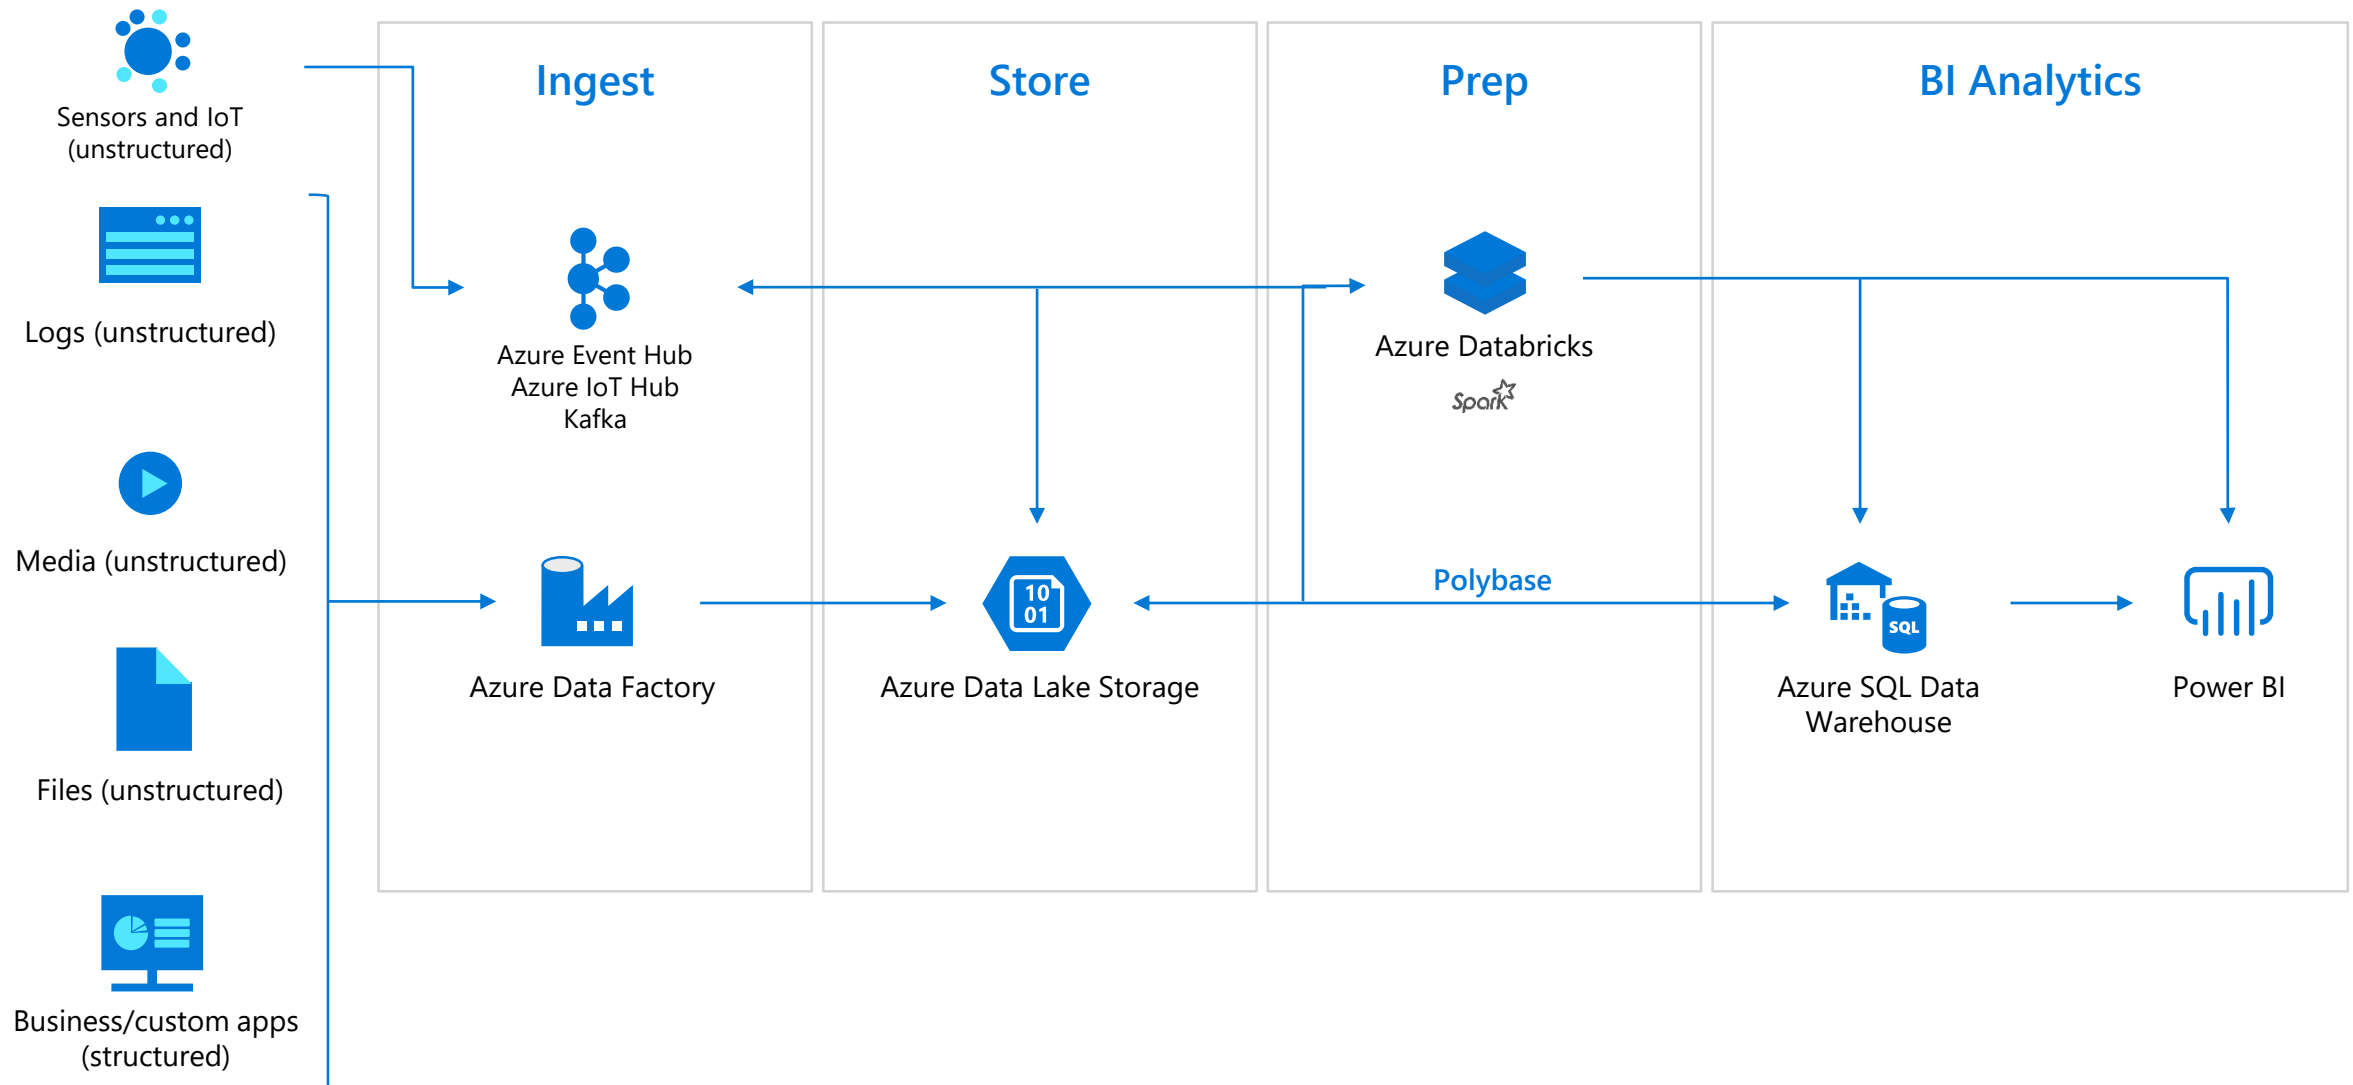 Sensors and IoT
(unstructured)
Logs (unstructured)
Media (unstructured)
Files (unstructured)
Business/custom apps
(structured)
Ingest
Azure Event Hub
Azure IoT Hub
Kafka
Azure Data Factory
Store
10
01
Azure Data Lake Storage
Prep
Azure Databricks
Spark
Polybase
BI Analytics
SQL
Azure SQL Data
Warehouse
Power BI